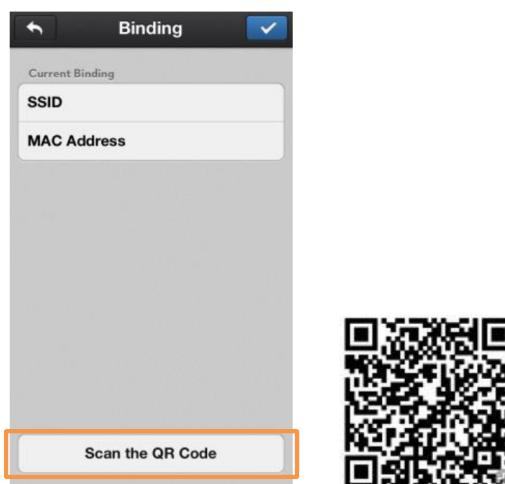 Binding
Current Binding
SSID
MAC Address
Scan the QR Code